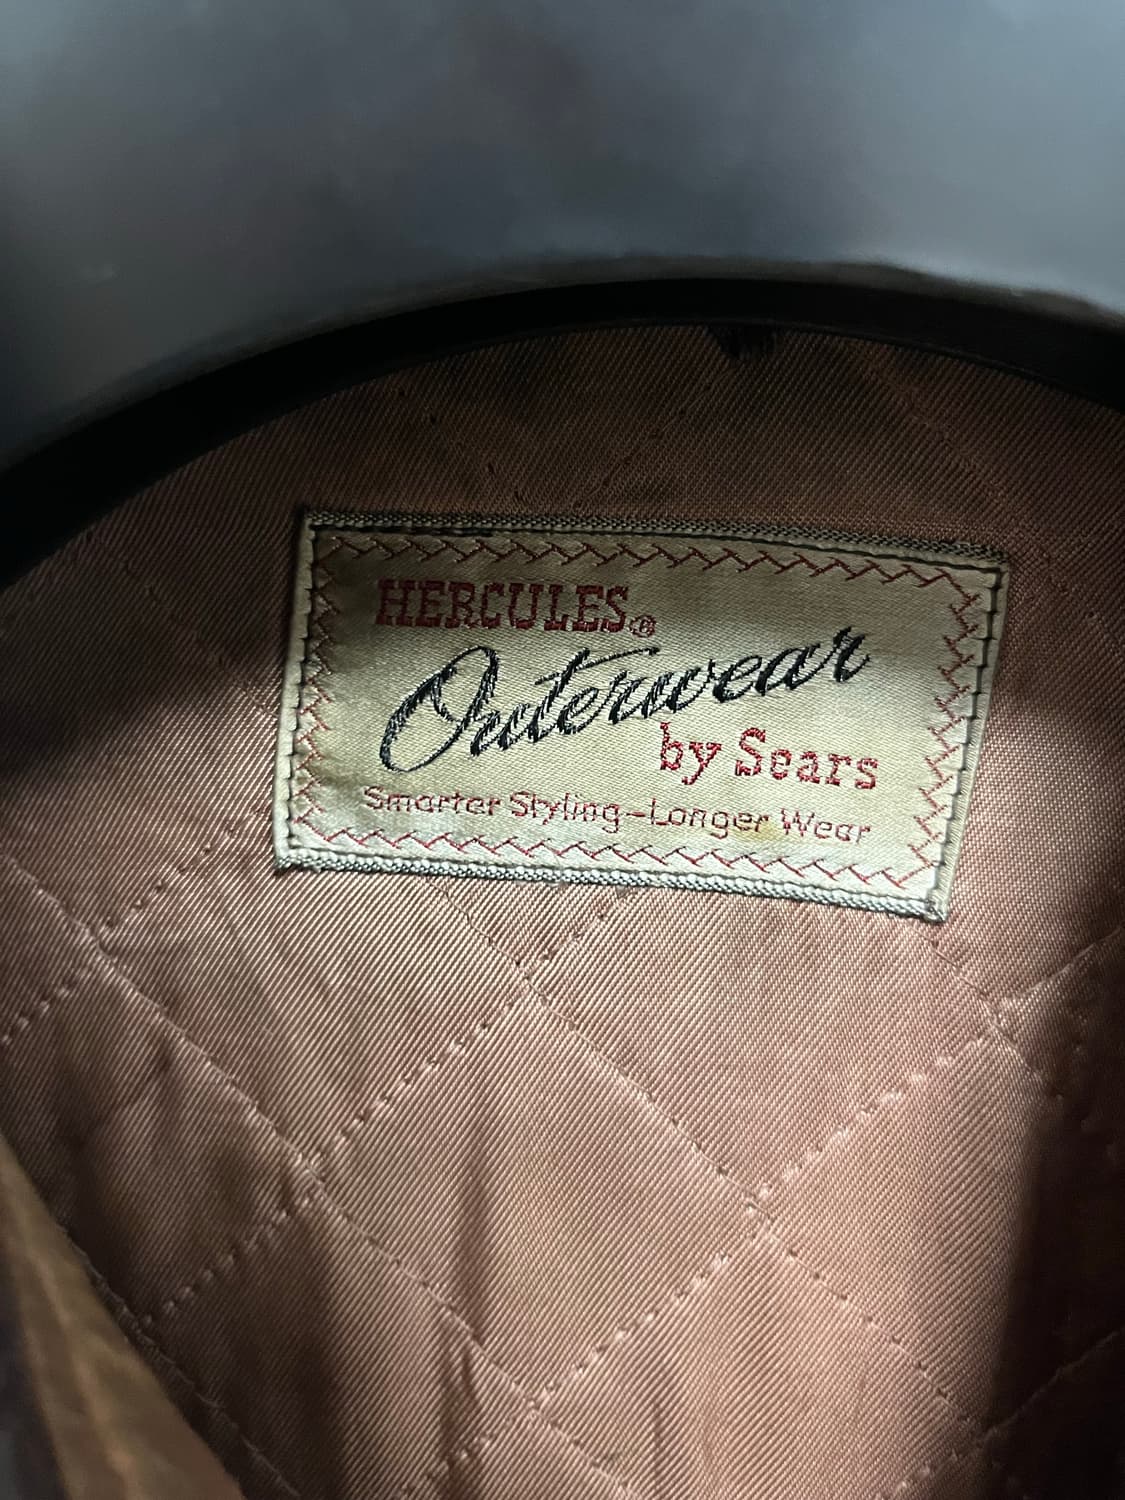 HERCULES®
Outerwear
by Sears
Smarter Styling–Longer Wear